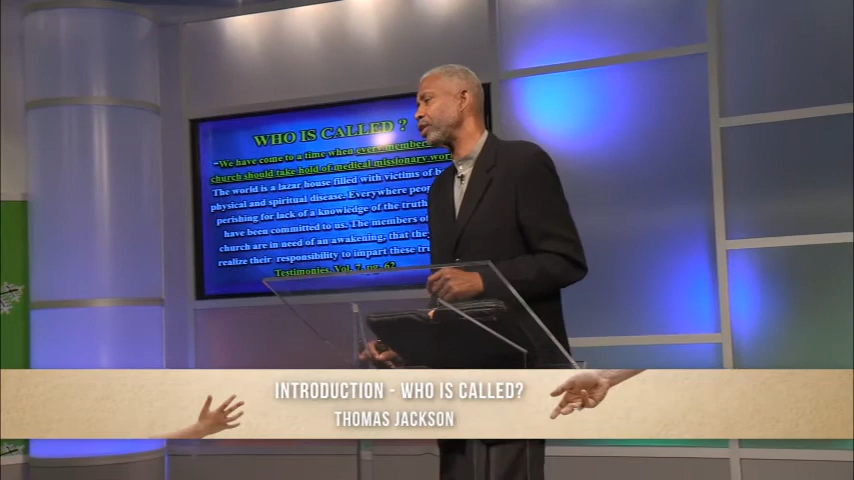 WHO IS CALLED ?
"We have come to a time when every member
church should take hold of medical missionary wor
The world is a lazar house filled with victims of b
physical and spiritual disease. Everywhere peop
perishing for lack of a knowledge of the truth
have been committed to us. The members of
church are in need of an awakening, that they
realize their responsibility to impart these tru
Testimonies, Vol. 7, pg. 62
INTRODUCTION - WHO IS CALLED?
THOMAS JACKSON